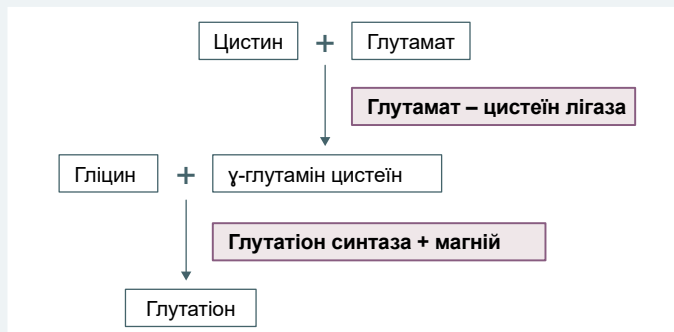 Цистин + Глутамат
Глутамат – цистеїн лігаза
Гліцин + ɣ-глутамін цистеїн
Глутатіон синтаза + магній
Глутатіон